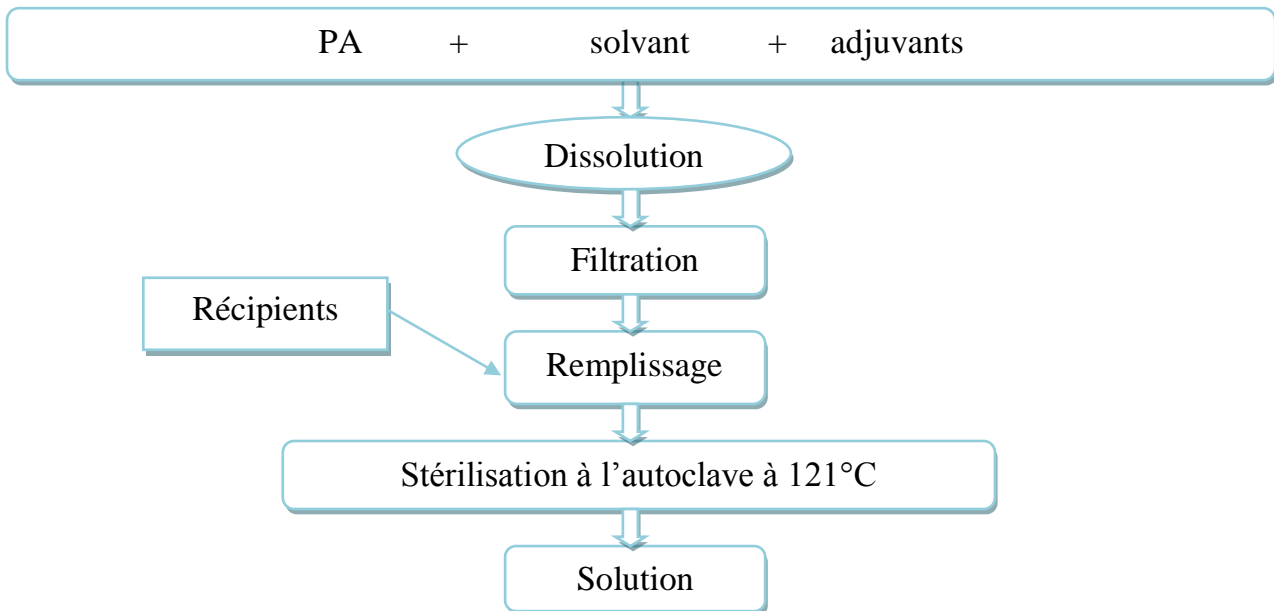 PA + solvant + adjuvants
Dissolution
Filtration
Récipients
Remplissage
Stérilisation à l’autoclave à 121°C
Solution